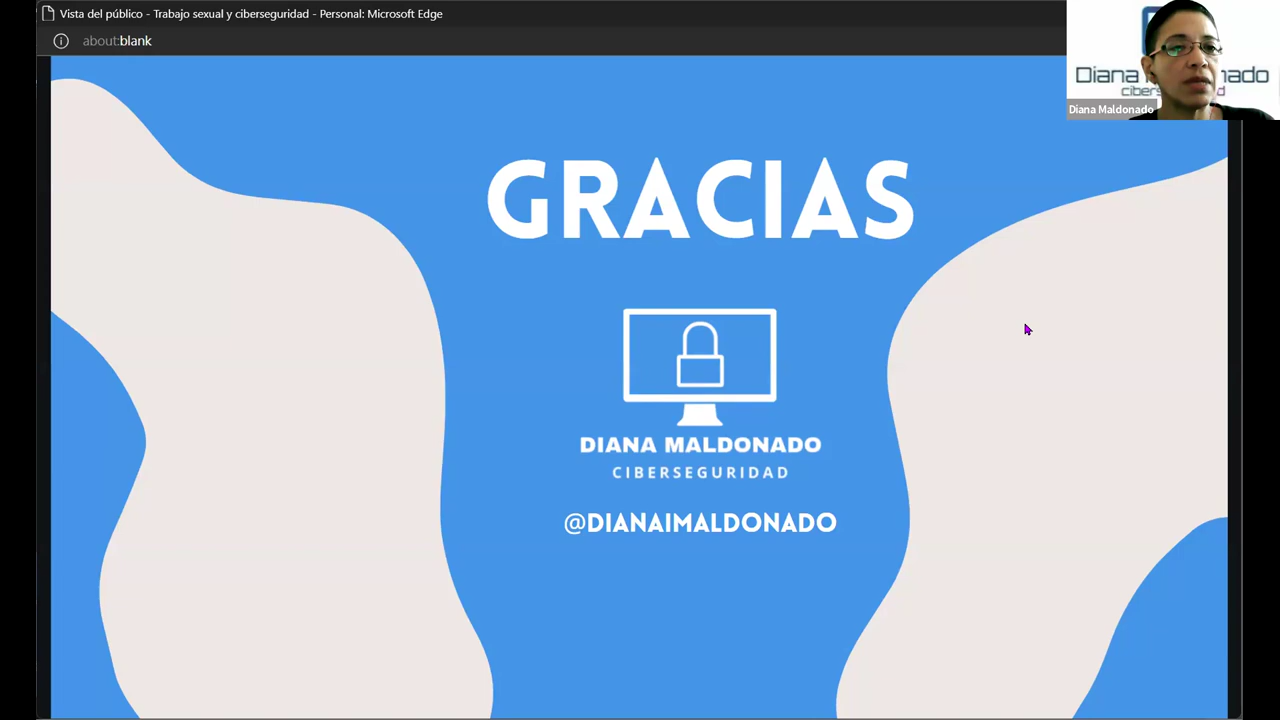 Vista del público - Trabajo sexual y ciberseguridad - Personal: Microsoft Edge
about:blank
Diana Maldonado
GRACIAS
DIANA MALDONADO
CIBERSEGURIDAD
@DIANAIMALDONADO